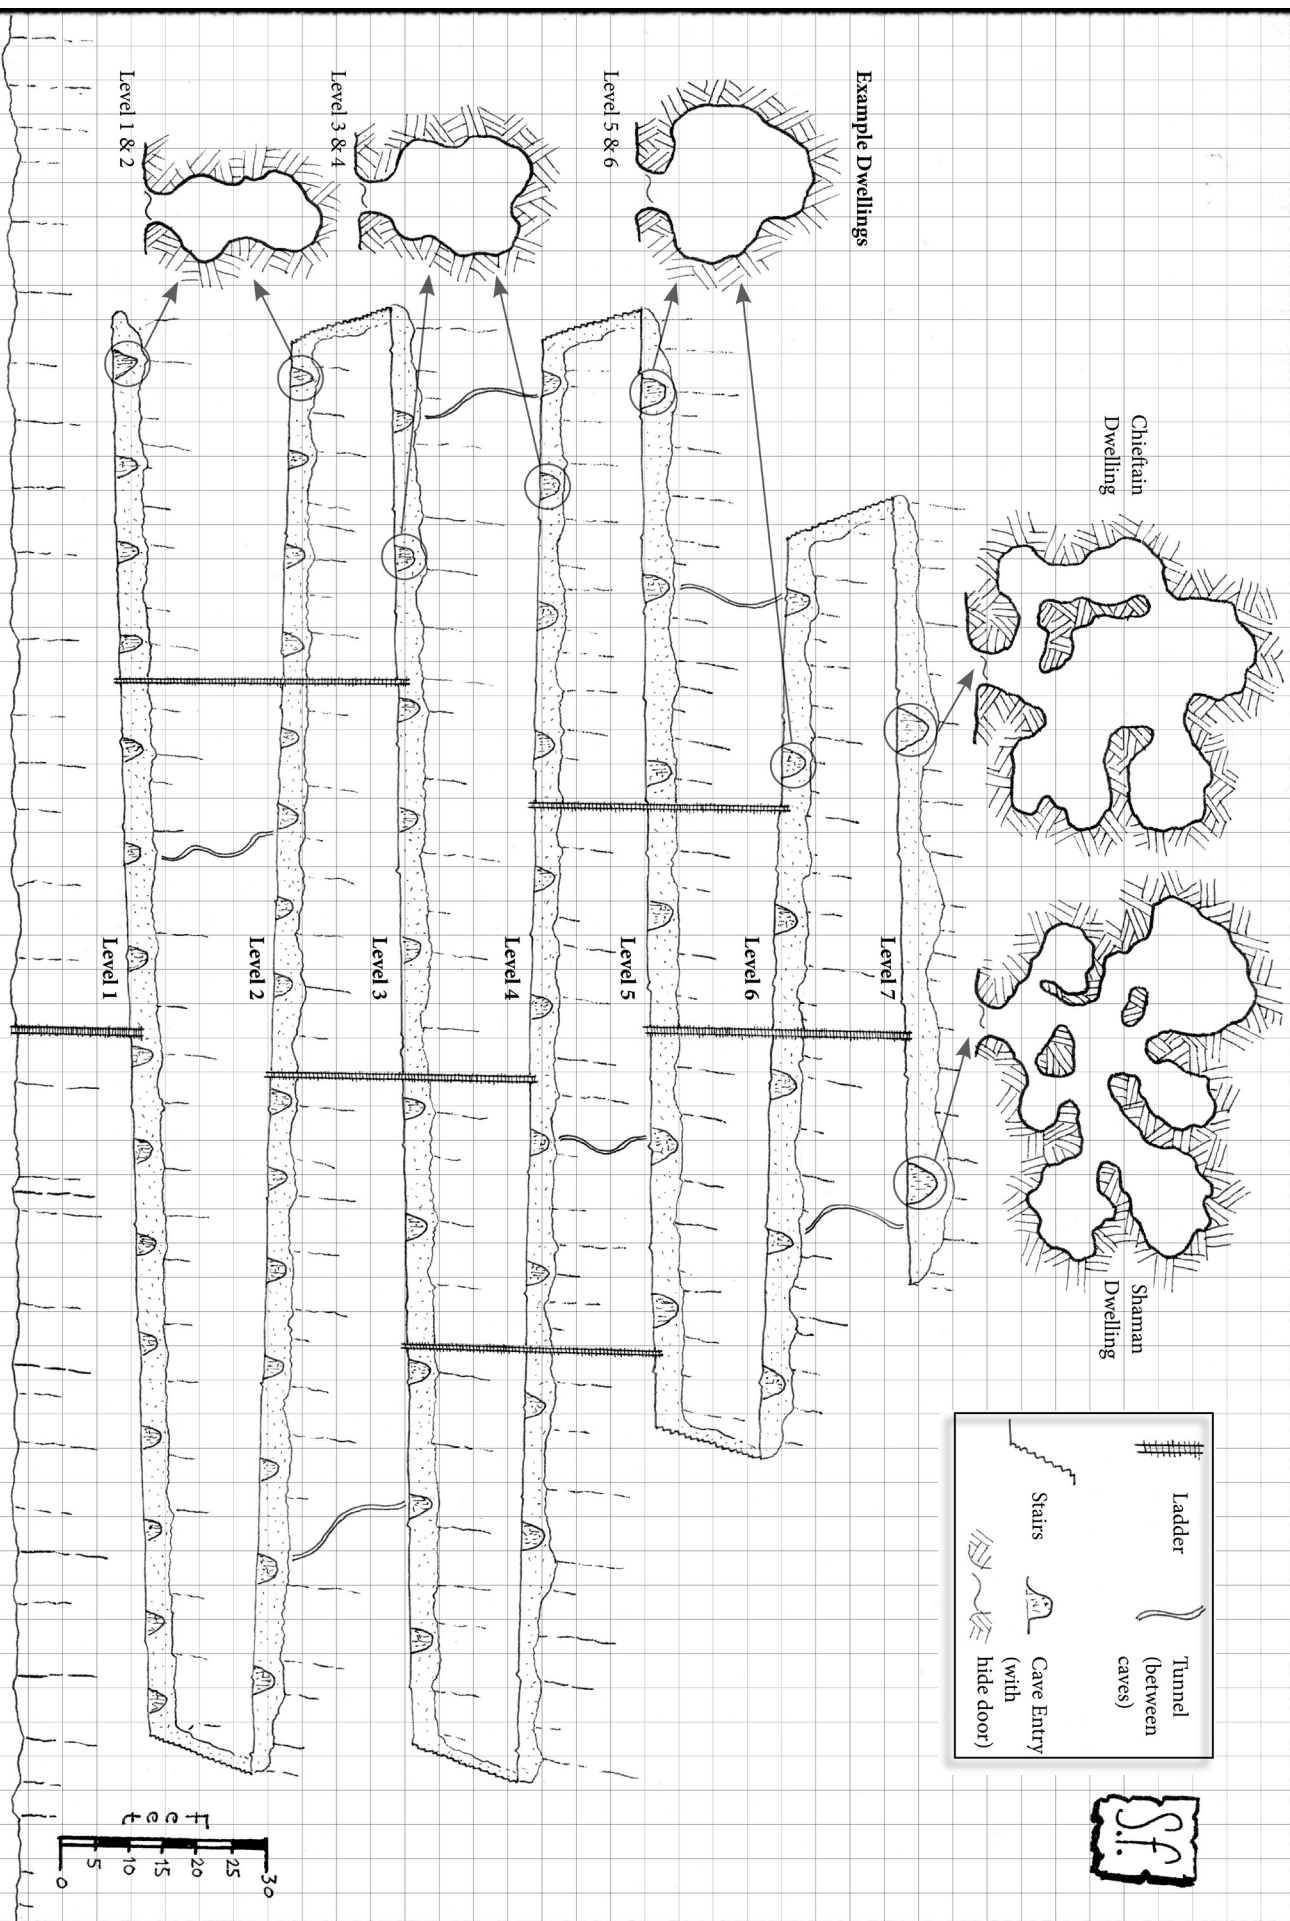 Example Dwellings
Level 5 & 6
Level 3 & 4
Level 1 & 2
Chieftain
Dwelling
Shaman
Dwelling
Level 7
Level 6
Level 5
Level 4
Level 3
Level 2
Level 1
Ladder
Tunnel
(between
caves)
Stairs
Cave Entry
(with
hide door)
S.F.
Feet
0
5
10
15
20
25
30